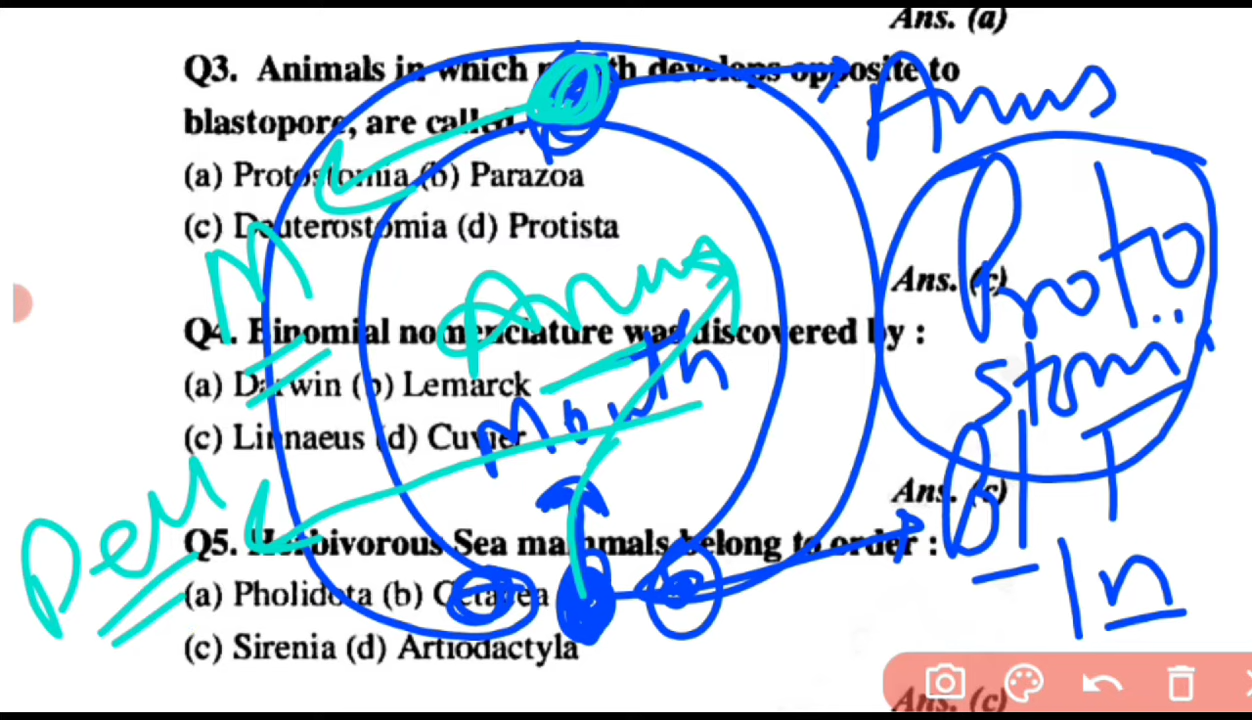 Ans. (a)
Q3. Animals in which mouth develops opposite to
Anus
blastopore, are called.
(a) Protostomia (b) Parazoa
(c) Deuterostomia (d) Protista
Proto
M
Anus
Ans. (c)
Q4. Binomial nomenclature was discovered by :
stomi
(a) Darwin (b) Lemarck
Mouth
(c) Linnaeus (d) Cuvier
Ans. (c)
Bl
Deu
Q5. Herbivorous Sea mammals belong to order :
(a) Pholidota (b) Cetacea
(c) Sirenia (d) Artiodactyla
Ans. (c)